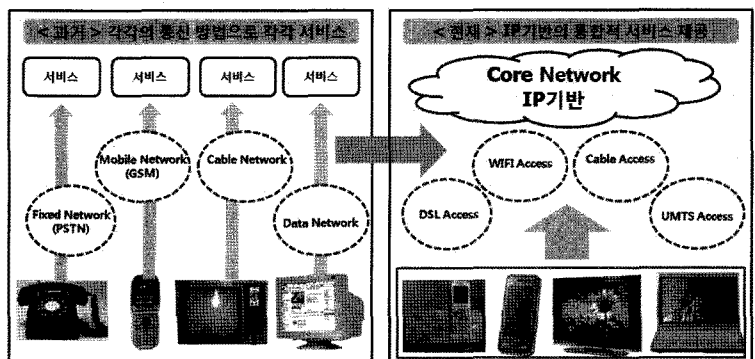 <과거> 각각의 통신 방법으로 각각 서비스
서비스 서비스 서비스 서비스
Mobile Network
(GSM)
Cable Network
Fixed Network
(PSTN)
Data Network
<현재> IP기반의 통합적 서비스 제공
Core Network
IP기반
WIFI Access
Cable Access
DSL Access
UMTS Access